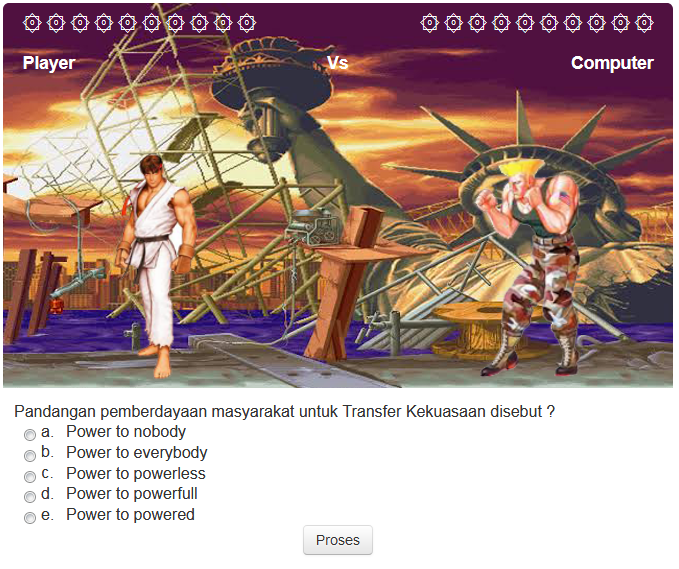 Player Vs Computer
Pandangan pemberdayaan masyarakat untuk Transfer Kekuasaan disebut ?
a. Power to nobody
b. Power to everybody
c. Power to powerless
d. Power to powerfull
e. Power to powered
Proses